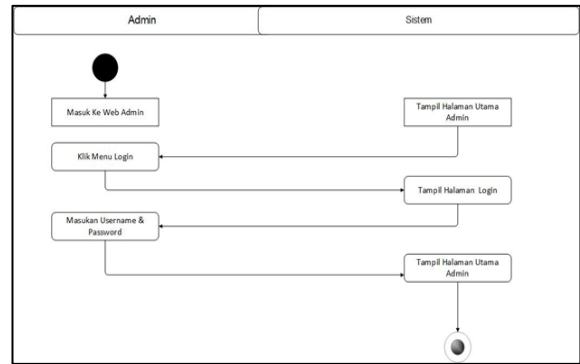 Admin
Sistem
Masuk Ke Web Admin
Tampil Halaman Utama
Admin
Klik Menu Login
Tampil Halaman Login
Masukan Username &
Password
Tampil Halaman Utama
Admin